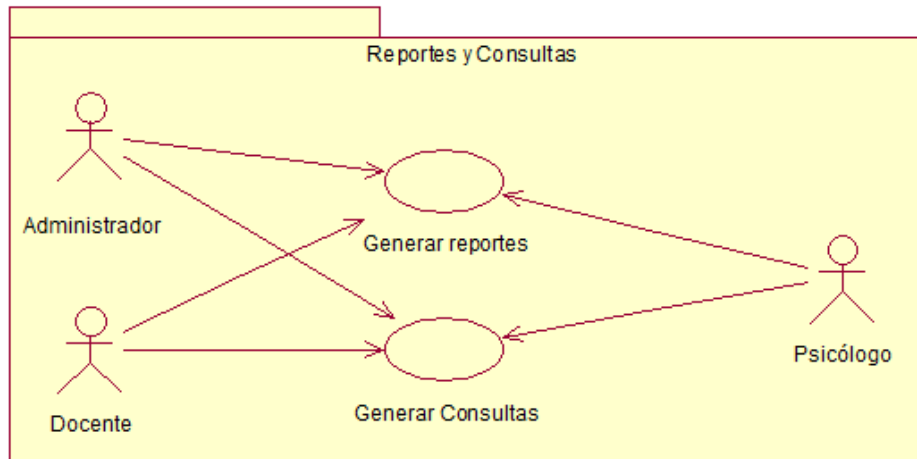 Reportes y Consultas
Administrador
Generar reportes
Docente
Generar Consultas
Psicólogo